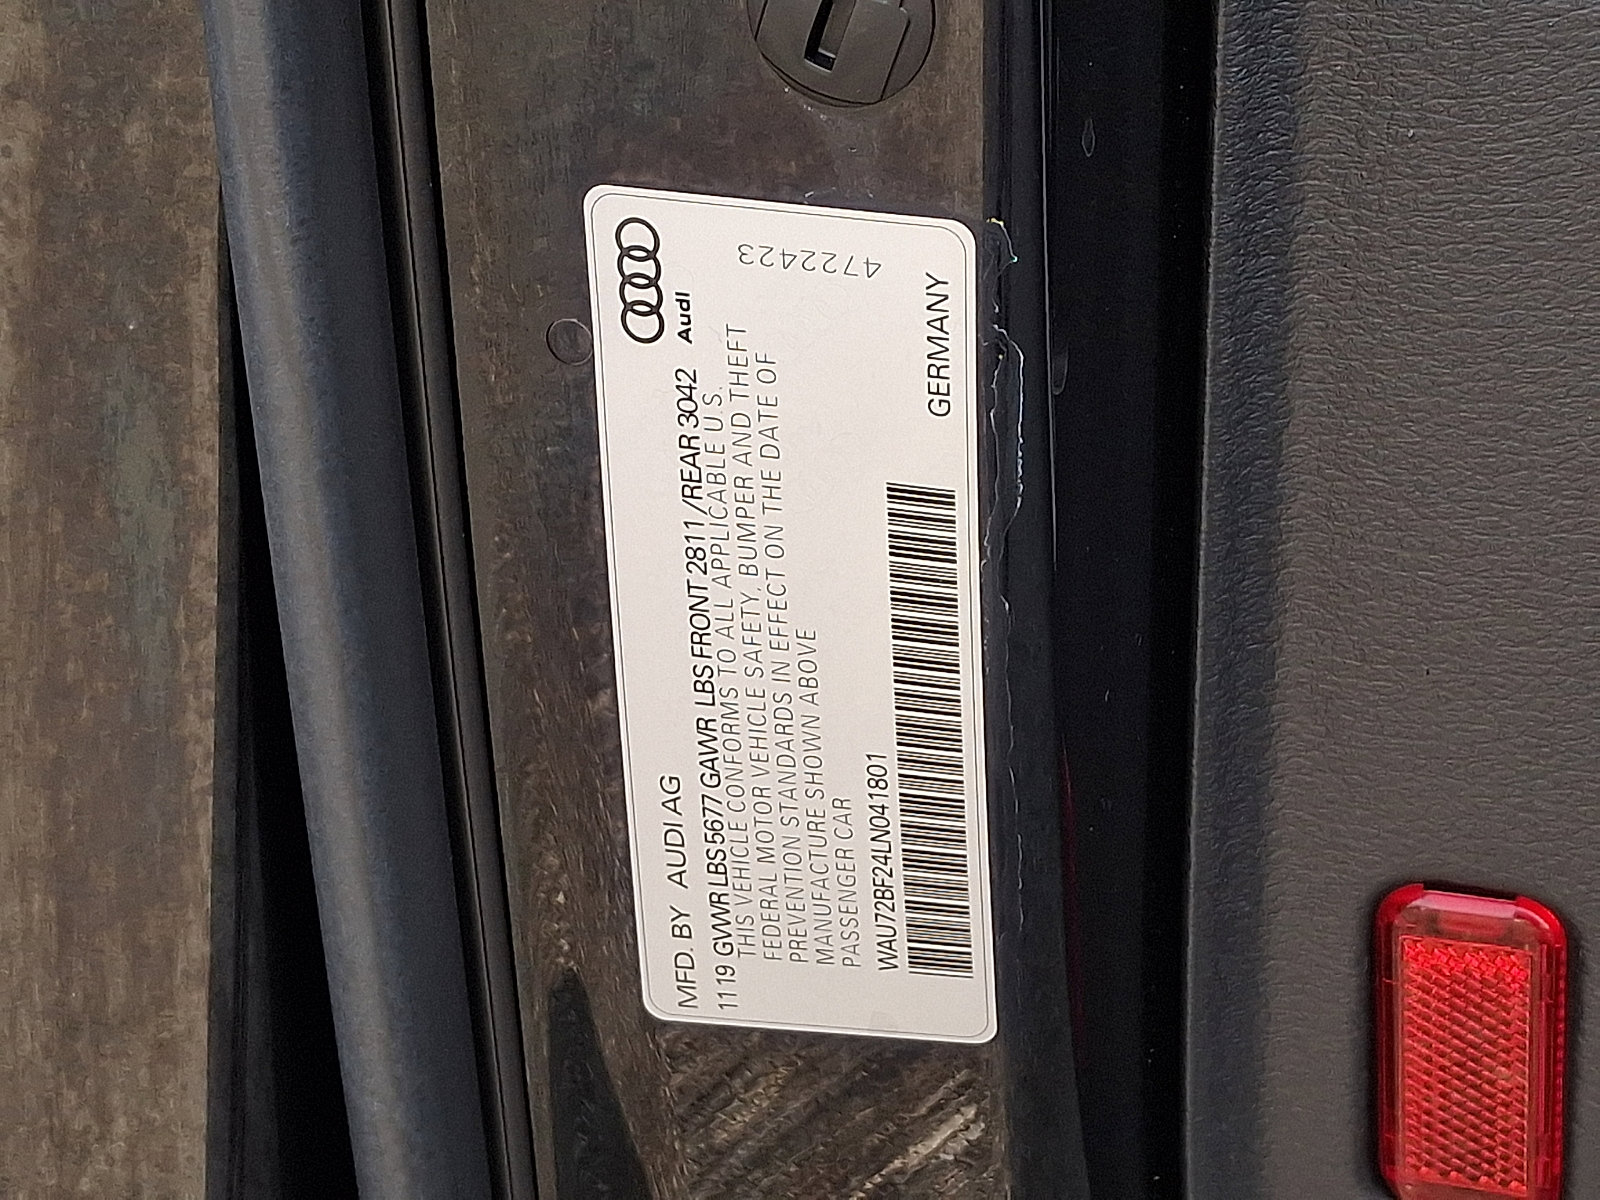 Audi
MFD. BY AUDI AG
11 19 GVWR LBS 5677 GAWR LBS FRONT 2811 / REAR 3042
THIS VEHICLE CONFORMS TO ALL APPLICABLE U.S.
FEDERAL MOTOR VEHICLE SAFETY, BUMPER AND THEFT
PREVENTION STANDARDS IN EFFECT ON THE DATE OF
MANUFACTURE SHOWN ABOVE
PASSENGER CAR
4722423
WAU72BF24LN041801
GERMANY